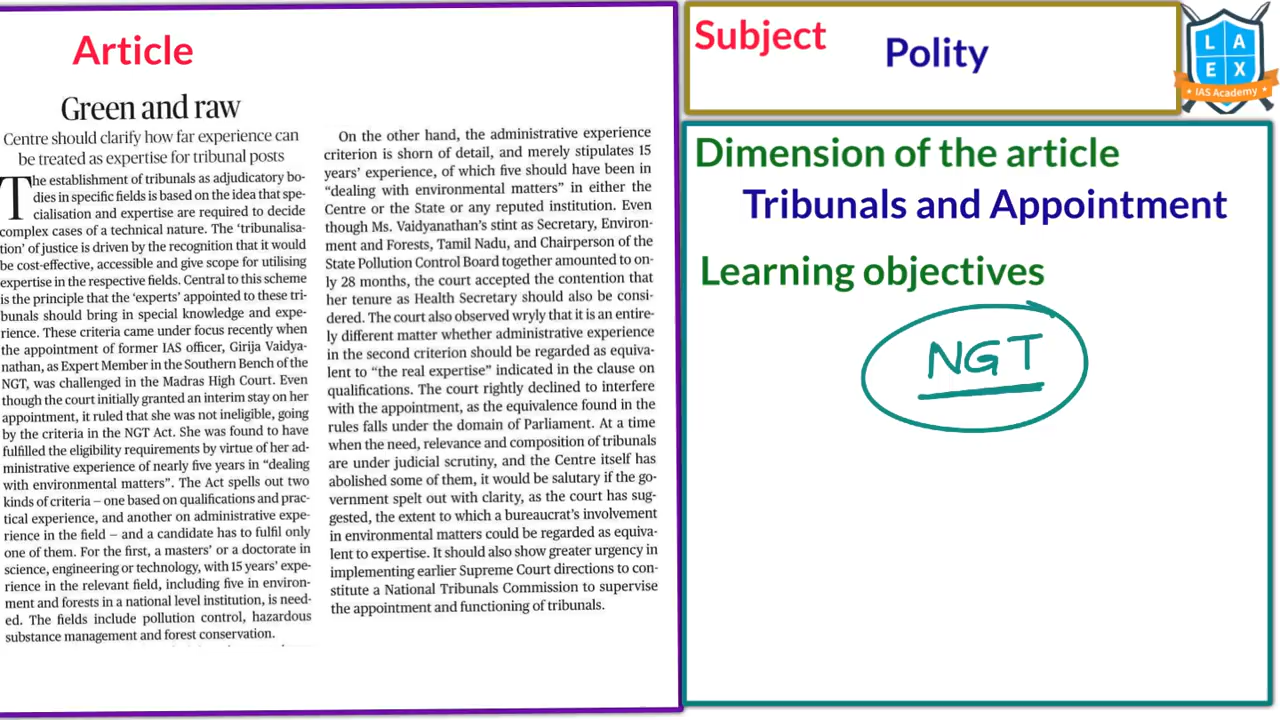 Article
Green and raw
Centre should clarify how far experience can
be treated as expertise for tribunal posts
The establishment of tribunals as adjudicatory bo-
dies in specific fields is based on the idea that spe-
cialisation and expertise are required to decide
complex cases of a technical nature. The 'tribunalisa-
tion' of justice is driven by the recognition that it would
be cost-effective, accessible and give scope for utilising
expertise in the respective fields. Central to this scheme
is the principle that the 'experts' appointed to these tri-
bunals should bring in special knowledge and expe-
rience. These criteria came under focus recently when
the appointment of former IAS officer, Girija Vaidya-
nathan, as Expert Member in the Southern Bench of the
NGT, was challenged in the Madras High Court. Even
though the court initially granted an interim stay on her
appointment, it ruled that she was not ineligible, going
by the criteria in the NGT Act. She was found to have
fulfilled the eligibility requirements by virtue of her ad-
ministrative experience of nearly five years in "dealing
with environmental matters". The Act spells out two
kinds of criteria – one based on qualifications and prac-
tical experience, and another on administrative expe-
rience in the field – and a candidate has to fulfil only
one of them. For the first, a masters' or a doctorate in
science, engineering or technology, with 15 years' expe-
rience in the relevant field, including five in environ-
ment and forests in a national level institution, is need-
ed. The fields include pollution control, hazardous
substance management and forest conservation.
On the other hand, the administrative experience
criterion is shorn of detail, and merely stipulates 15
years' experience, of which five should have been in
"dealing with environmental matters" in either the
Centre or the State or any reputed institution. Even
though Ms. Vaidyanathan's stint as Secretary, Environ-
ment and Forests, Tamil Nadu, and Chairperson of the
State Pollution Control Board together amounted to on-
ly 28 months, the court accepted the contention that
her tenure as Health Secretary should also be consi-
dered. The court also observed wryly that it is an entire-
ly different matter whether administrative experience
in the second criterion should be regarded as equiva-
lent to "the real expertise" indicated in the clause on
qualifications. The court rightly declined to interfere
with the appointment, as the equivalence found in the
rules falls under the domain of Parliament. At a time
when the need, relevance and composition of tribunals
are under judicial scrutiny, and the Centre itself has
abolished some of them, it would be salutary if the go-
vernment spelt out with clarity, as the court has sug-
gested, the extent to which a bureaucrat's involvement
in environmental matters could be regarded as equiva-
lent to expertise. It should also show greater urgency in
implementing earlier Supreme Court directions to con-
stitute a National Tribunals Commission to supervise
the appointment and functioning of tribunals.
Subject
Polity
LA
EX
IAS Academy
Dimension of the article
Tribunals and Appointment
Learning objectives
NGT